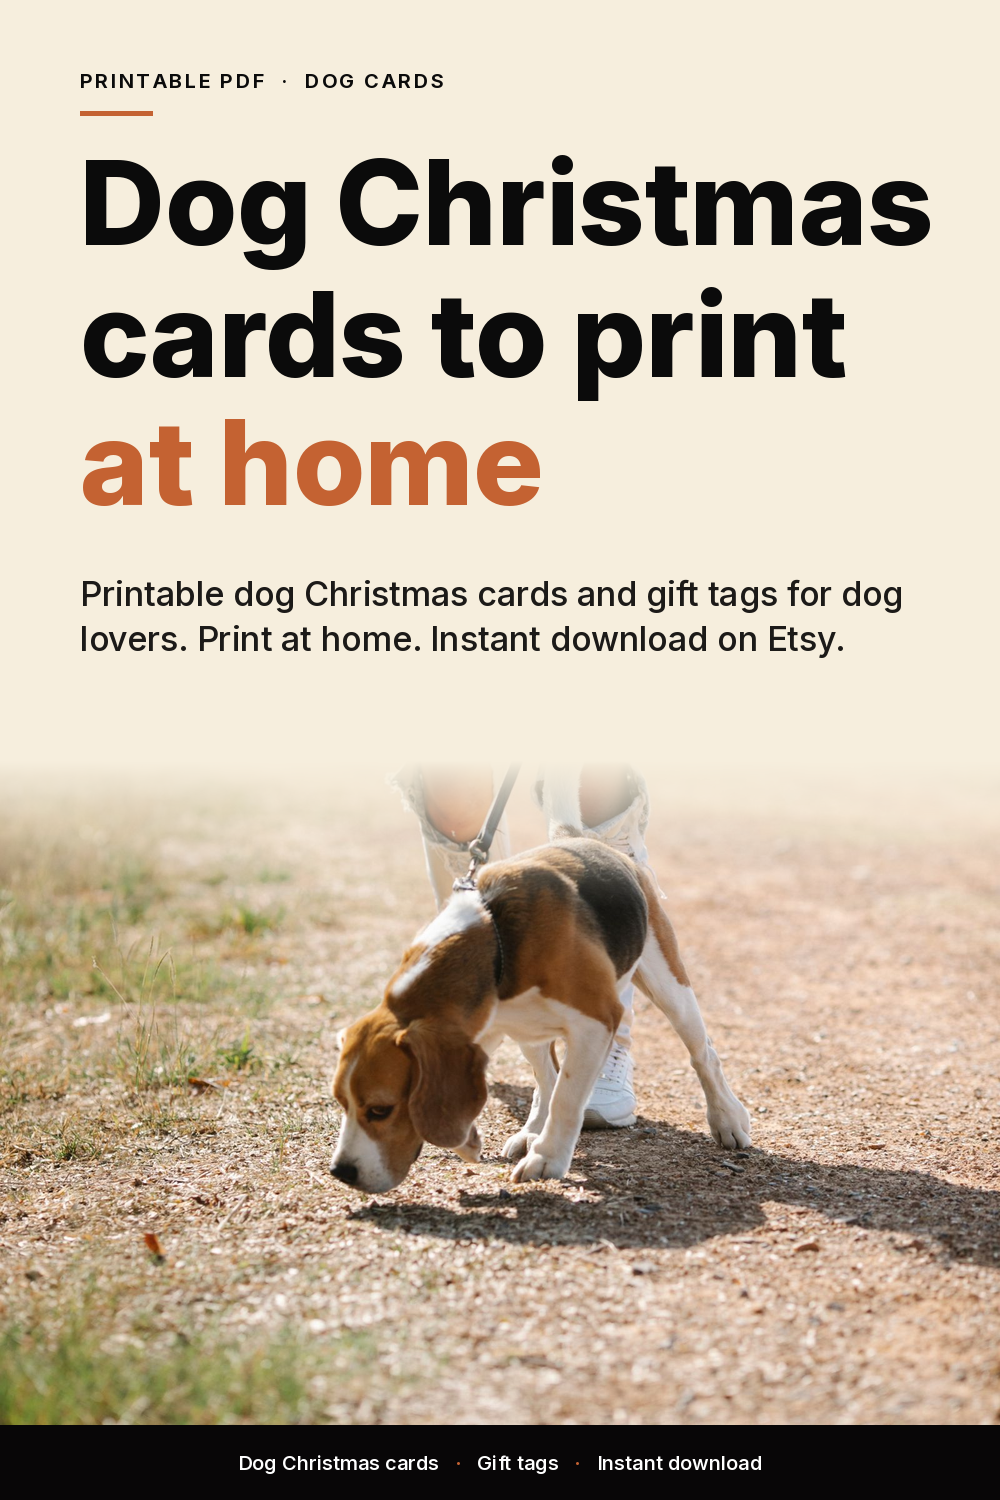 PRINTABLE PDF · DOG CARDS
Dog Christmas
cards to print
at home
Printable dog Christmas cards and gift tags for dog
lovers. Print at home. Instant download on Etsy.
Dog Christmas cards · Gift tags · Instant download